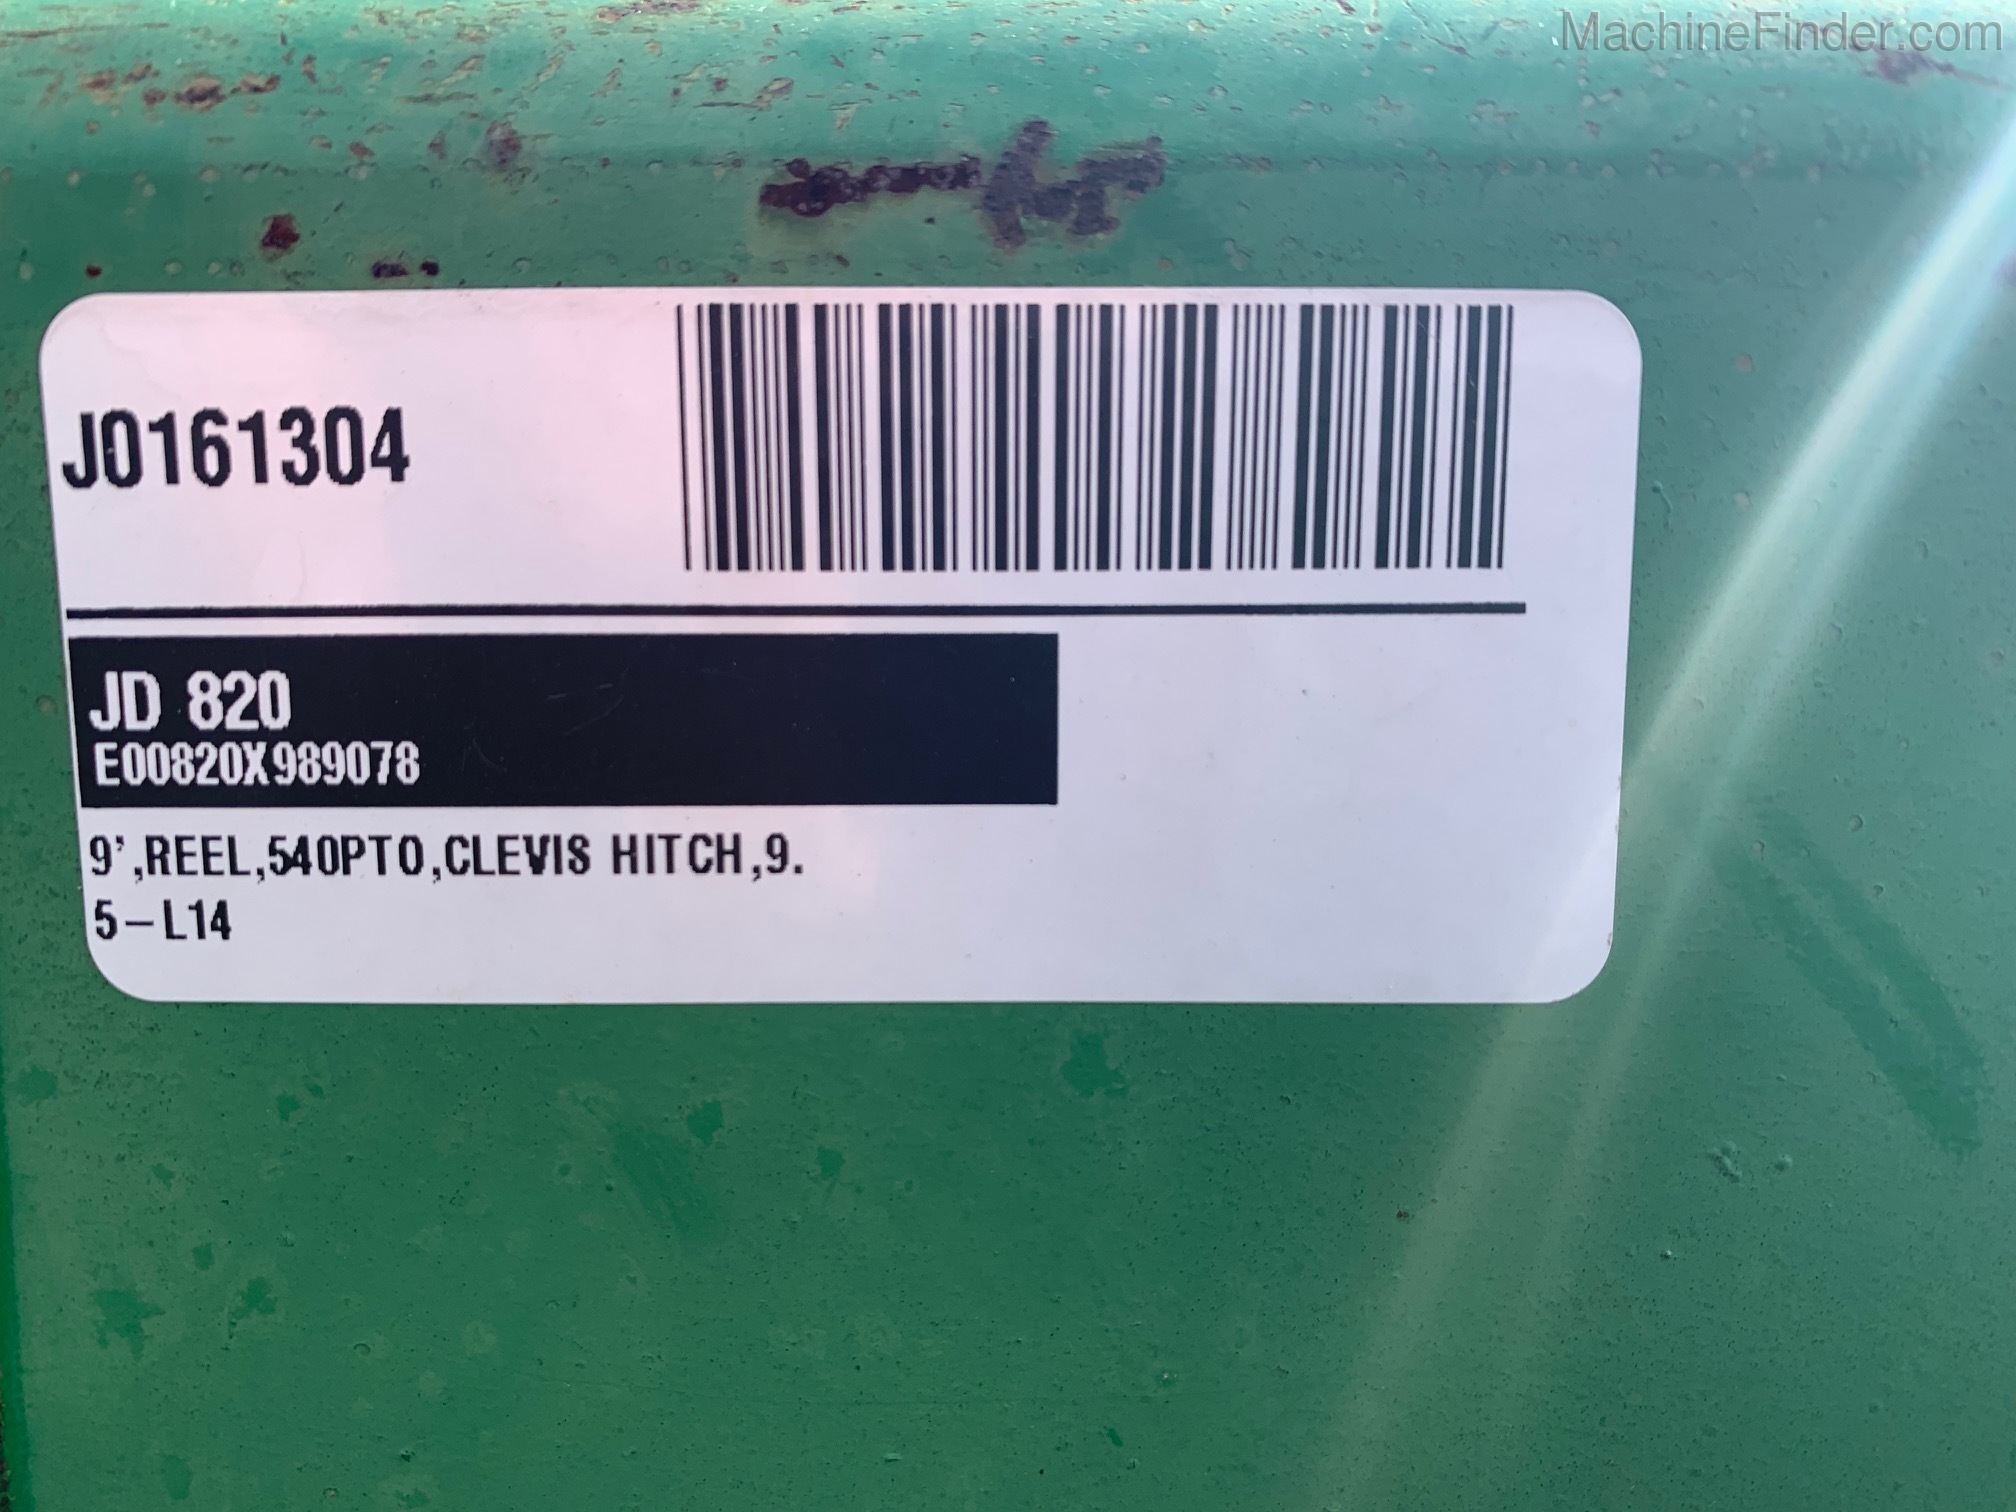 MachineFinder.com
J0161304
JD 820
E00820X989078
9',REEL,540PTO,CLEVIS HITCH,9.
5-L14